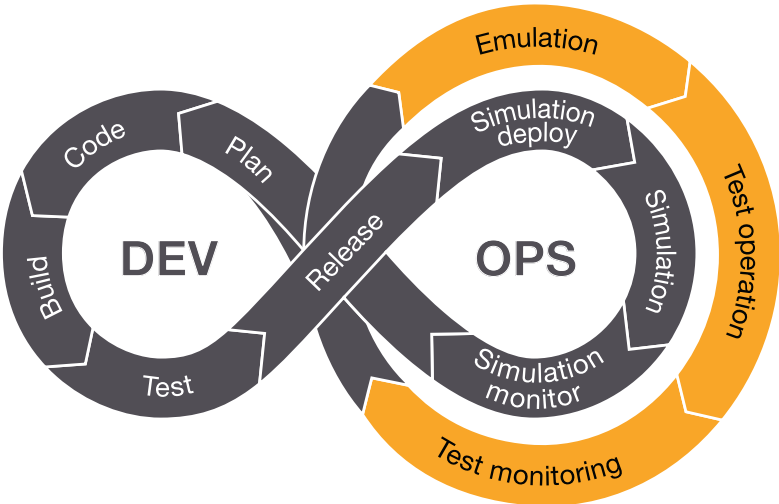 Emulation
Simulation
deploy
Code
Plan
Test operation
Simulation
Release
DEV
OPS
Build
Simulation
monitor
Test
Test monitoring